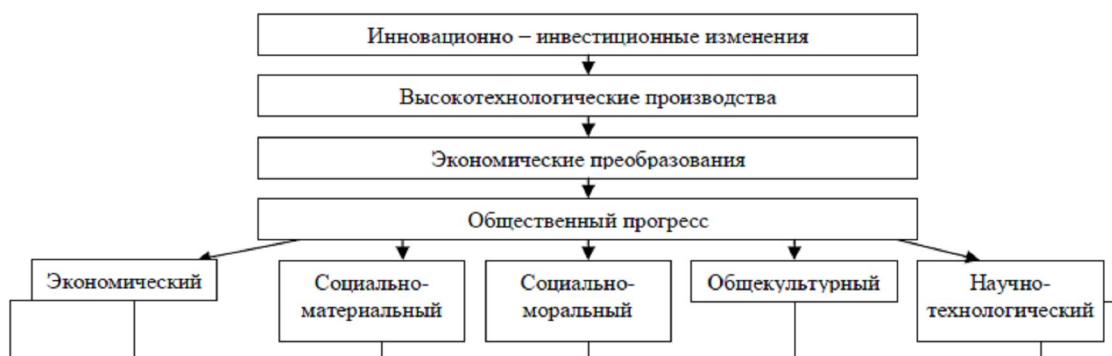 Инновационно – инвестиционные изменения
Высокотехнологические производства
Экономические преобразования
Общественный прогресс
Экономический
Социально-
материальный
Социально-
моральный
Общекультурный
Научно-
технологический